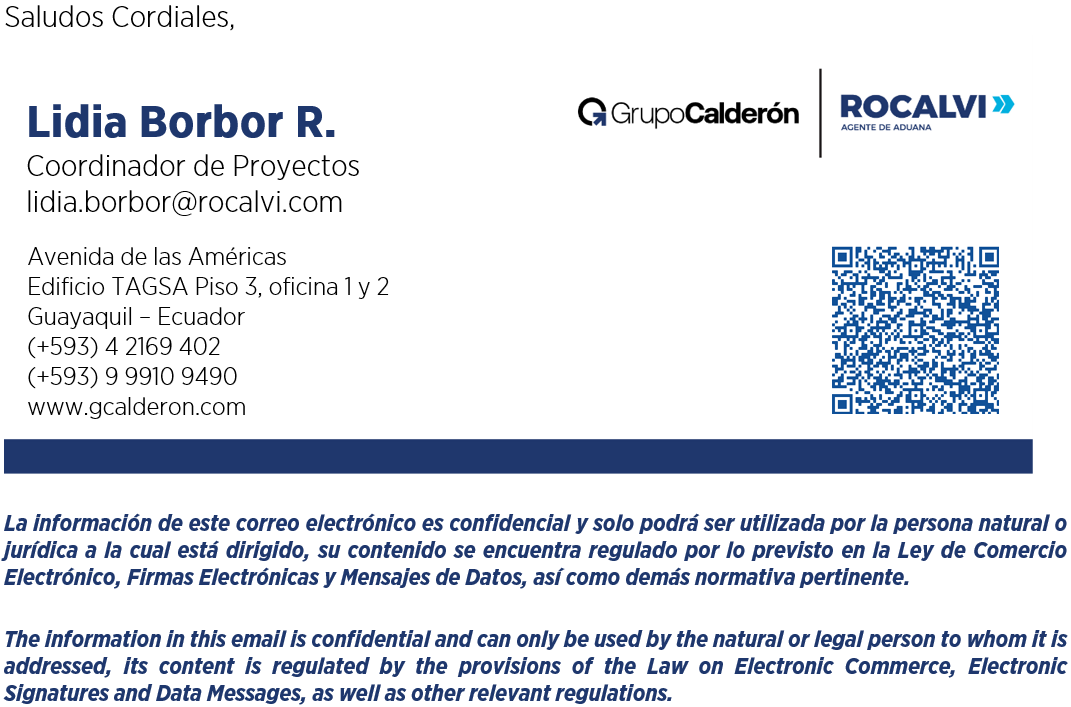 Saludos Cordiales,
Lidia Borbor R.
Coordinador de Proyectos
lidia.borbor@rocalvi.com
GrupoCalderón
ROCALVI
AGENTE DE ADUANA
Avenida de las Américas
Edificio TAGSA Piso 3, oficina 1 y 2
Guayaquil – Ecuador
(+593) 4 2169 402
(+593) 9 9910 9490
www.gcalderon.com
La información de este correo electrónico es confidencial y solo podrá ser utilizada por la persona natural o
jurídica a la cual está dirigido, su contenido se encuentra regulado por lo previsto en la Ley de Comercio
Electrónico, Firmas Electrónicas y Mensajes de Datos, así como demás normativa pertinente.
The information in this email is confidential and can only be used by the natural or legal person to whom it is
addressed, its content is regulated by the provisions of the Law on Electronic Commerce, Electronic
Signatures and Data Messages, as well as other relevant regulations.